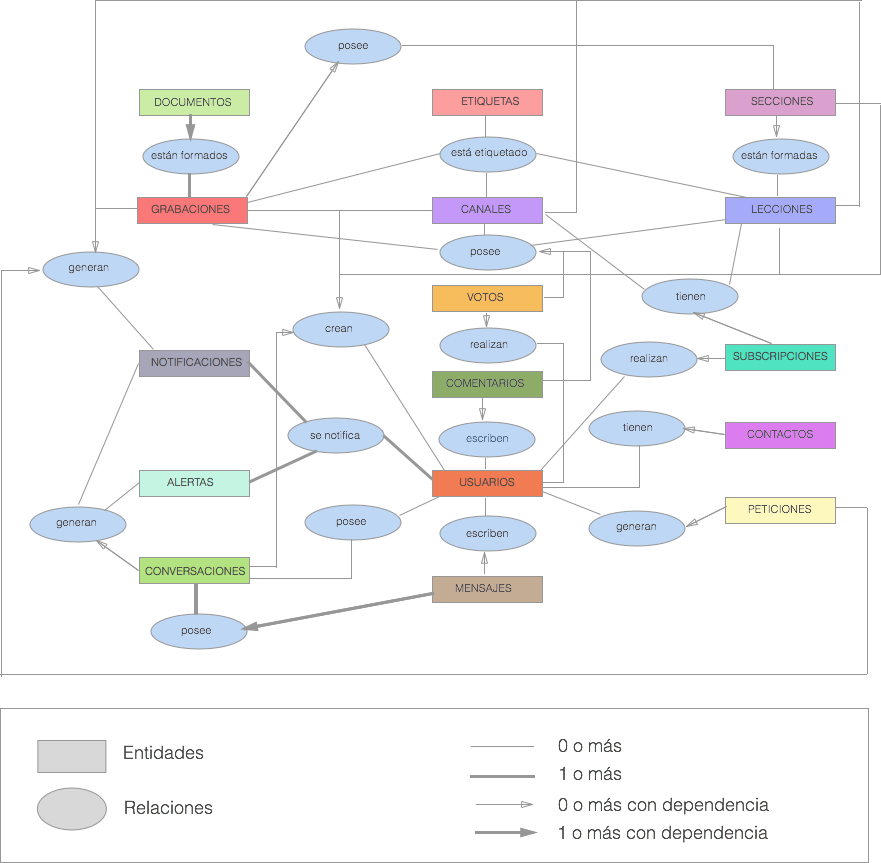 posee
DOCUMENTOS
ETIQUETAS
SECCIONES
están formados
está etiquetado
están formadas
GRABACIONES
CANALES
LECCIONES
posee
generan
tienen
VOTOS
crean
realizan
realizan
SUBSCRIPCIONES
NOTIFICACIONES
COMENTARIOS
se notifica
escriben
tienen
CONTACTOS
ALERTAS
USUARIOS
PETICIONES
generan
posee
escriben
generan
CONVERSACIONES
MENSAJES
posee
Entidades
Relaciones
0 o más
1 o más
0 o más con dependencia
1 o más con dependencia